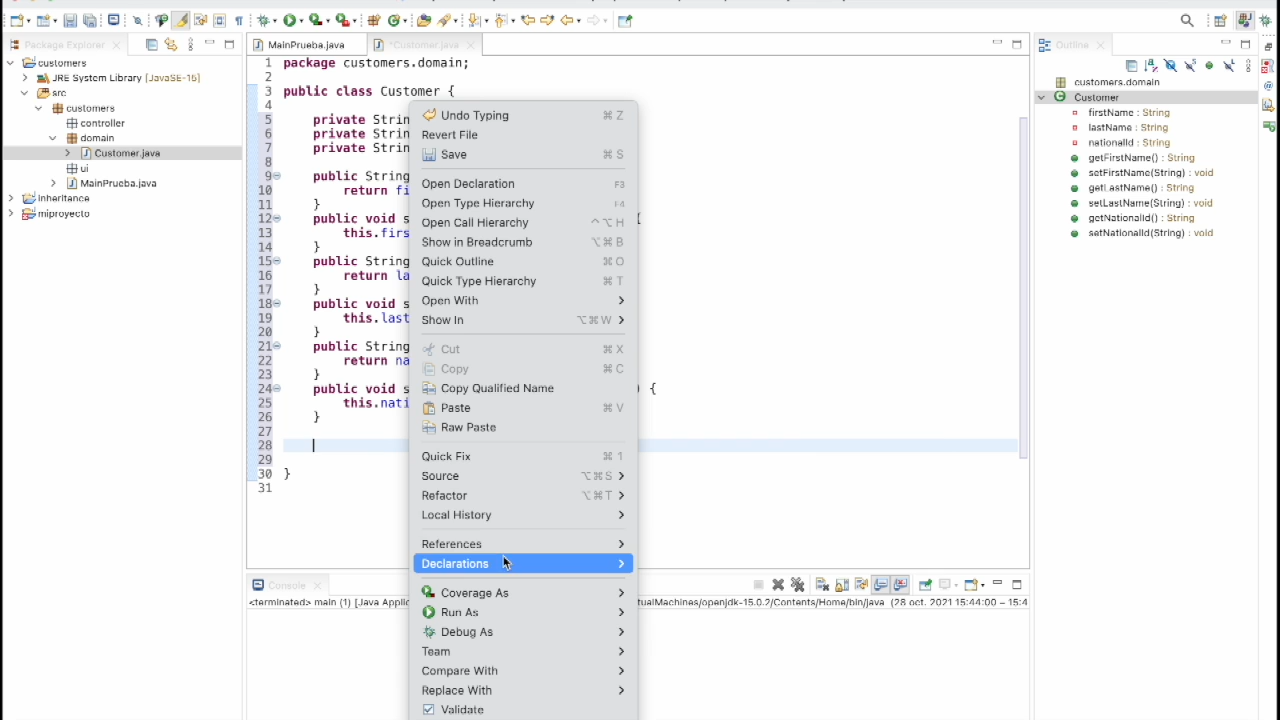 Package Explorer
customers
JRE System Library [JavaSE-15]
src
customers
controller
domain
Customer.java
ui
MainPrueba.java
inheritance
miproyecto
MainPrueba.java
*Customer.java
1 package customers.domain;
2
3 public class Customer {
4
5 private Strin
6 private Strin
7 private Strin
8
9 public String
10 return fi
11 }
12 public void s {
13 this.firs
14 }
15 public String
16 return la
17 }
18 public void s
19 this.last
20 }
21 public String
22 return na
23 }
24 public void s ) {
25 this.nati
26 }
27
28
29
30 }
31
Undo Typing ⌘ Z
Revert File
Save ⌘ S
Open Declaration F3
Open Type Hierarchy F4
Open Call Hierarchy ^⌥ H
Show in Breadcrumb ⌥⌘ B
Quick Outline ⌘ O
Quick Type Hierarchy ⌘ T
Open With
Show In ⌥⌘ W
Cut ⌘ X
Copy ⌘ C
Copy Qualified Name
Paste ⌘ V
Raw Paste
Quick Fix ⌘ 1
Source ⌥⌘ S
Refactor ⌥⌘ T
Local History
References
Declarations
Coverage As
Run As
Debug As
Team
Compare With
Replace With
Validate
Console
<terminated> main (1) [Java Applic
tualMachines/openjdk-15.0.2/Contents/Home/bin/java (28 oct. 2021 15:44:00 – 15:4
Outline
customers.domain
Customer
firstName : String
lastName : String
nationalId : String
getFirstName() : String
setFirstName(String) : void
getLastName() : String
setLastName(String) : void
getNationalId() : String
setNationalId(String) : void